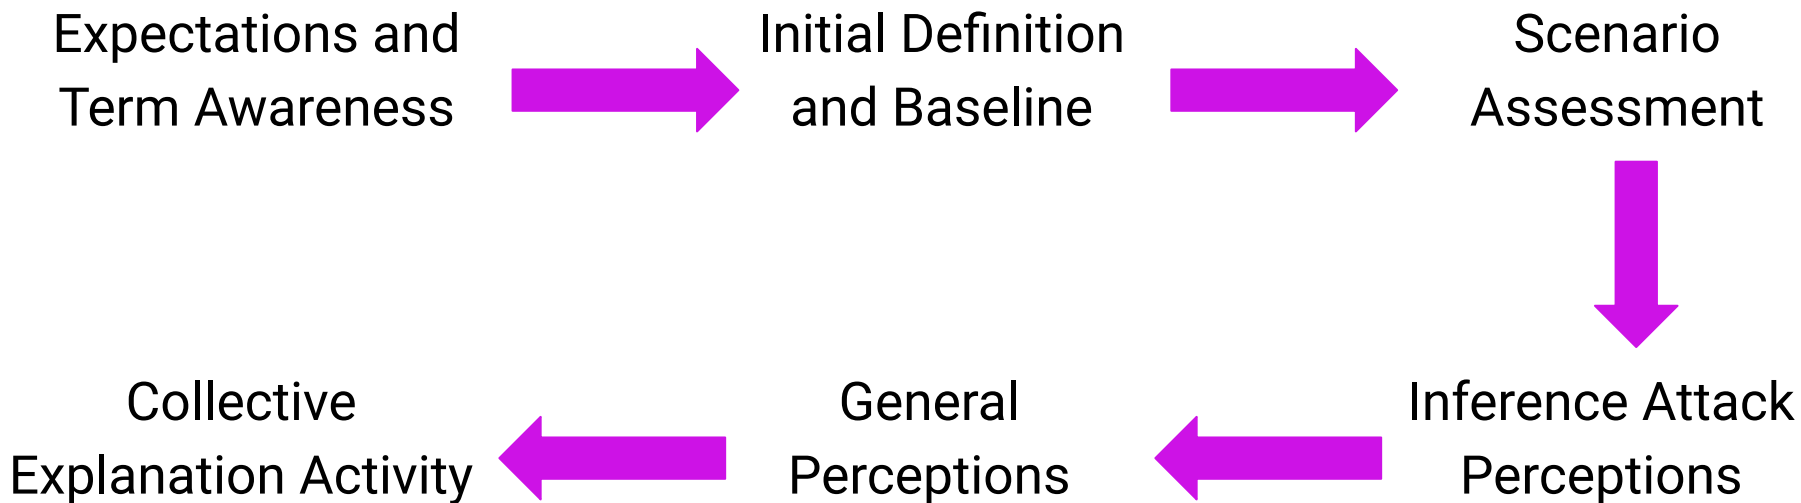 Expectations and
Term Awareness
Initial Definition
and Baseline
Scenario
Assessment
Inference Attack
Perceptions
General
Perceptions
Collective
Explanation Activity